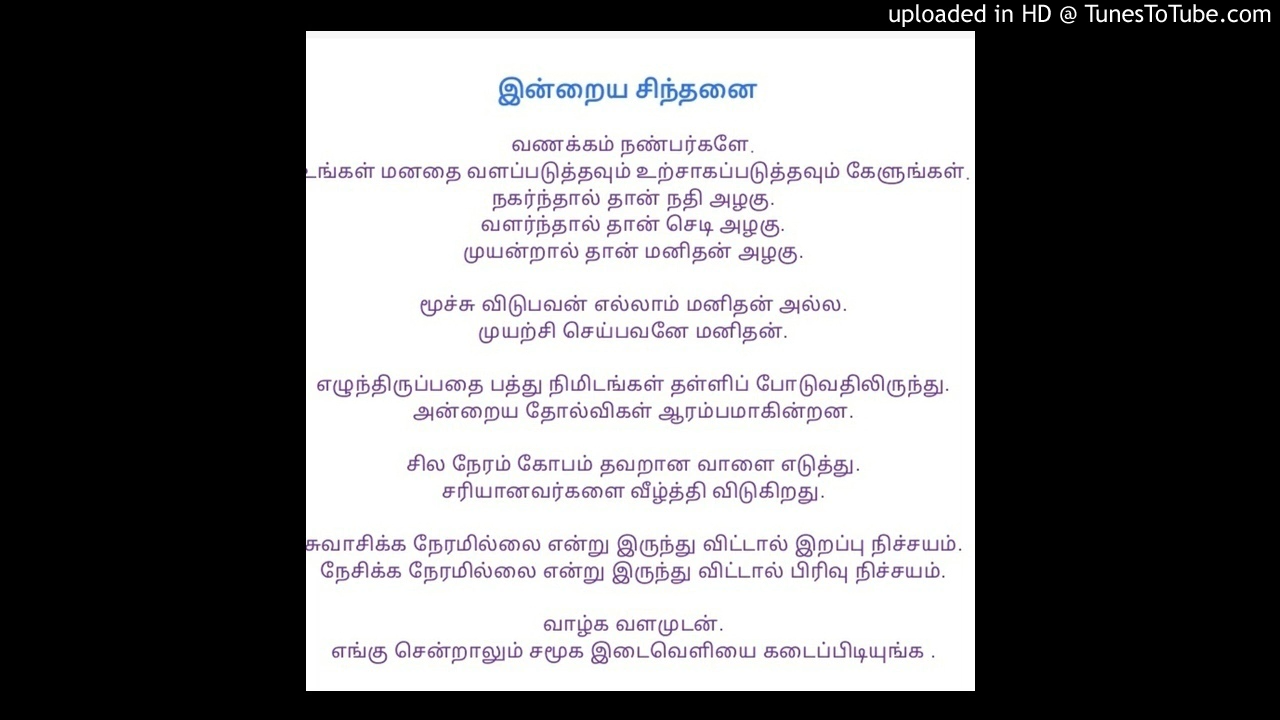 uploaded in HD @ TunesToTube.com
இன்றைய சிந்தனை
வணக்கம் நண்பர்களே.
உங்கள் மனதை வளப்படுத்தவும் உற்சாகப்படுத்தவும் கேளுங்கள்.
நகர்ந்தால் தான் நதி அழகு.
வளர்ந்தால் தான் செடி அழகு.
முயன்றால் தான் மனிதன் அழகு.
மூச்சு விடுபவன் எல்லாம் மனிதன் அல்ல.
முயற்சி செய்பவனே மனிதன்.
எழுந்திருப்பதை பத்து நிமிடங்கள் தள்ளிப் போடுவதிலிருந்து.
அன்றைய தோல்விகள் ஆரம்பமாகின்றன.
சில நேரம் கோபம் தவறான வாளை எடுத்து.
சரியானவர்களை வீழ்த்தி விடுகிறது.
சுவாசிக்க நேரமில்லை என்று இருந்து விட்டால் இறப்பு நிச்சயம்.
நேசிக்க நேரமில்லை என்று இருந்து விட்டால் பிரிவு நிச்சயம்.
வாழ்க வளமுடன்.
எங்கு சென்றாலும் சமூக இடைவெளியை கடைப்பிடியுங்க .